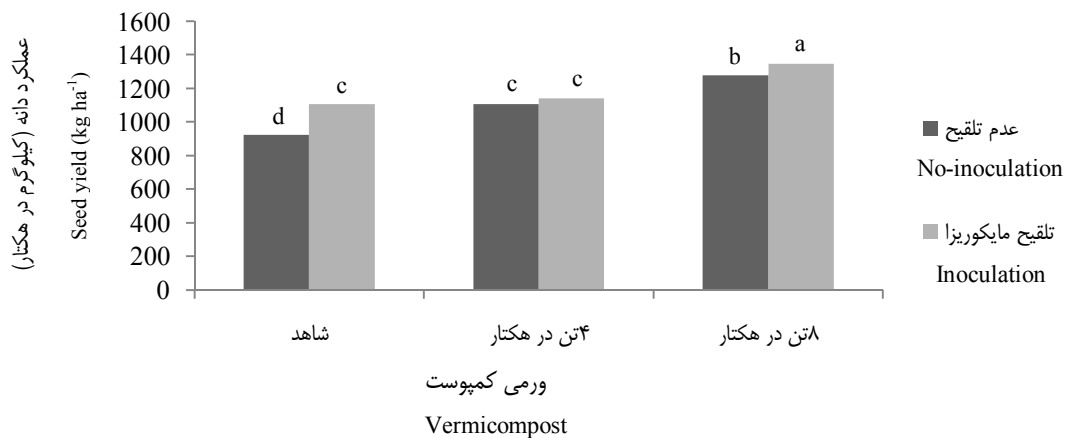 عملکرد دانه (کیلوگرم در هکتار)
Seed yield (kg ha⁻¹)
1600
1400
1200
1000
800
600
400
200
0
d
c
c
c
b
a
شاهد
۴تن در هکتار
۸تن در هکتار
ورمی کمپوست
Vermicompost
عدم تلقیح
No-inoculation
تلقیح مایکوریزا
Inoculation